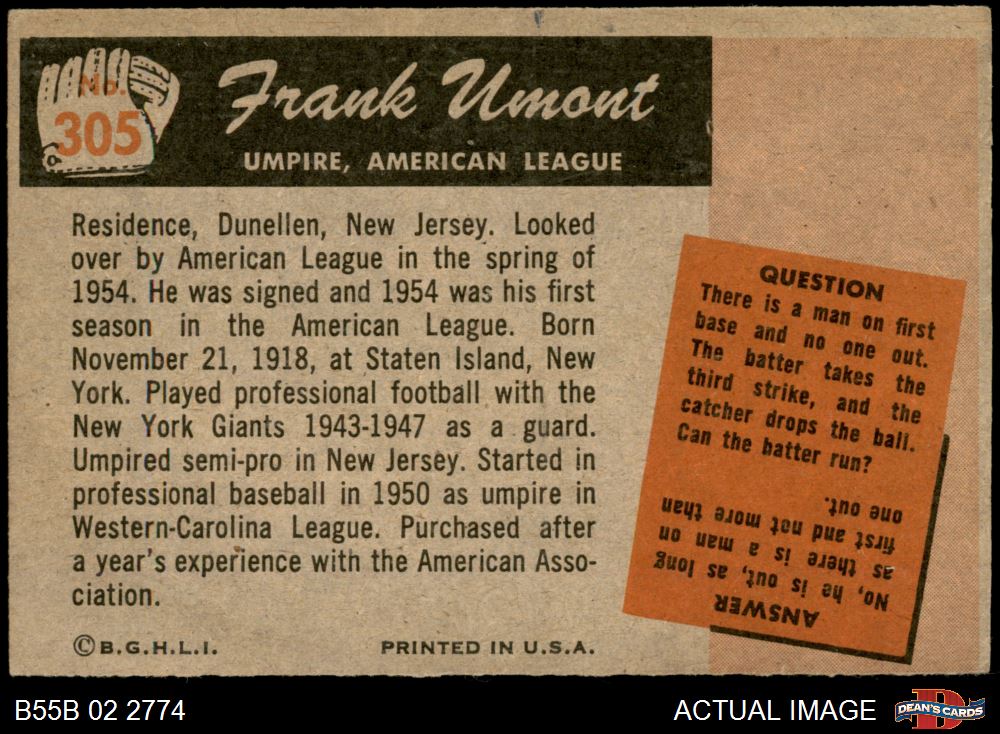 No.
305
Frank Umont
UMPIRE, AMERICAN LEAGUE
Residence, Dunellen, New Jersey. Looked
over by American League in the spring of
1954. He was signed and 1954 was his first
season in the American League. Born
November 21, 1918, at Staten Island, New
York. Played professional football with the
New York Giants 1943-1947 as a guard.
Umpired semi-pro in New Jersey. Started in
professional baseball in 1950 as umpire in
Western-Carolina League. Purchased after
a year's experience with the American Asso-
ciation.
©B.G.H.L.I.
PRINTED IN U.S.A.
QUESTION
There is a man on first
base and no one out.
The batter takes the
third strike, and the
catcher drops the ball.
Can the batter run?
ANSWER
No, he is out, as long
as there is a man on
first and not more than
one out.
B55B 02 2774
ACTUAL IMAGE
DEAN'S CARDS